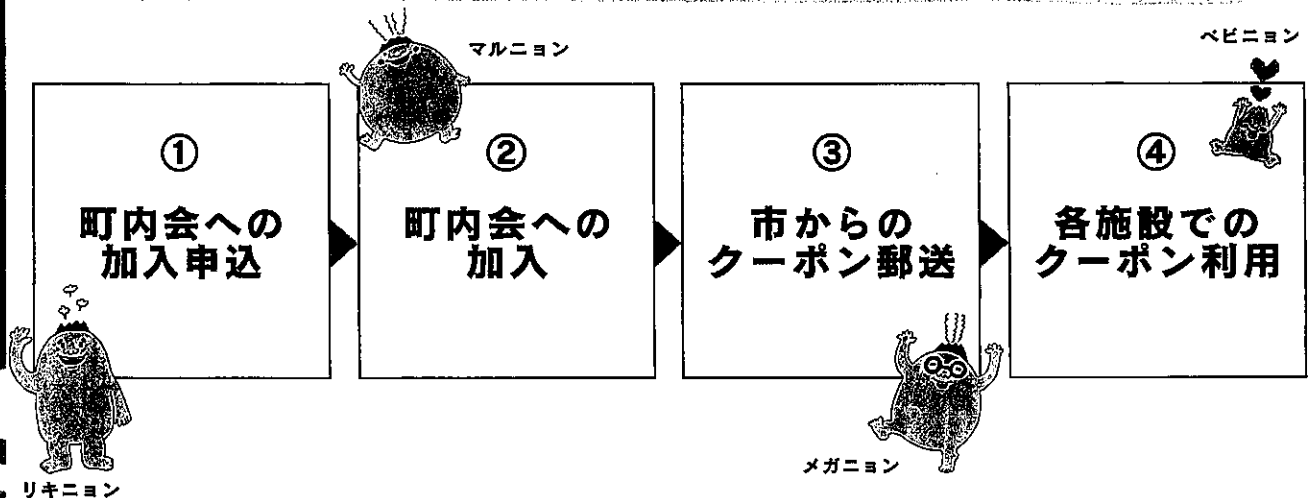 マルニョン
ベビニョン
①
町内会への
加入申込
②
町内会への
加入
③
市からの
クーポン郵送
④
各施設での
クーポン利用
リキニョン
メガニョン